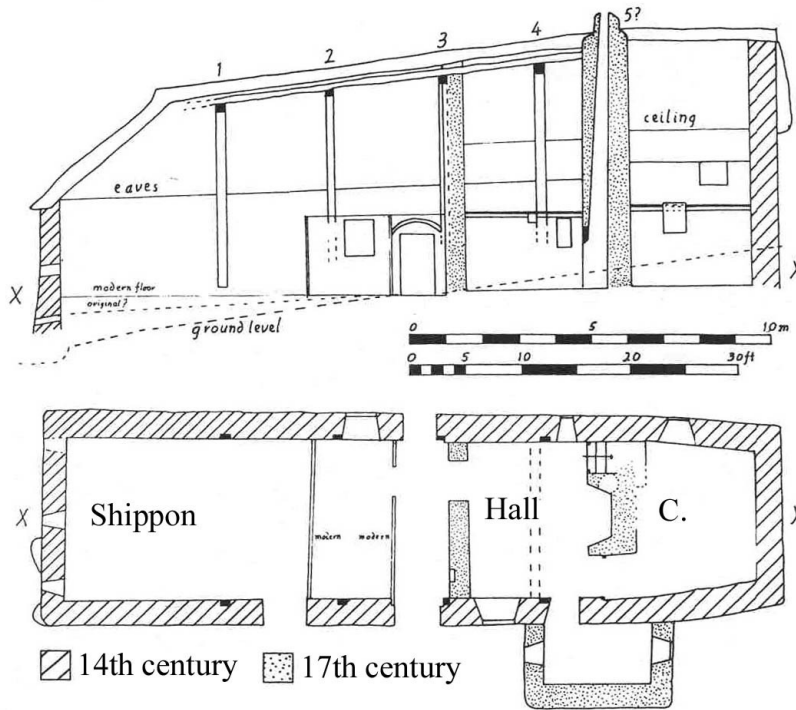 1
2
3
4
5?
ceiling
eaves
X
modern floor
original?
X
ground level
0 5 10m
0 5 10 20 30ft
X
Shippon
modern
modern
Hall
C.
X
14th century
17th century